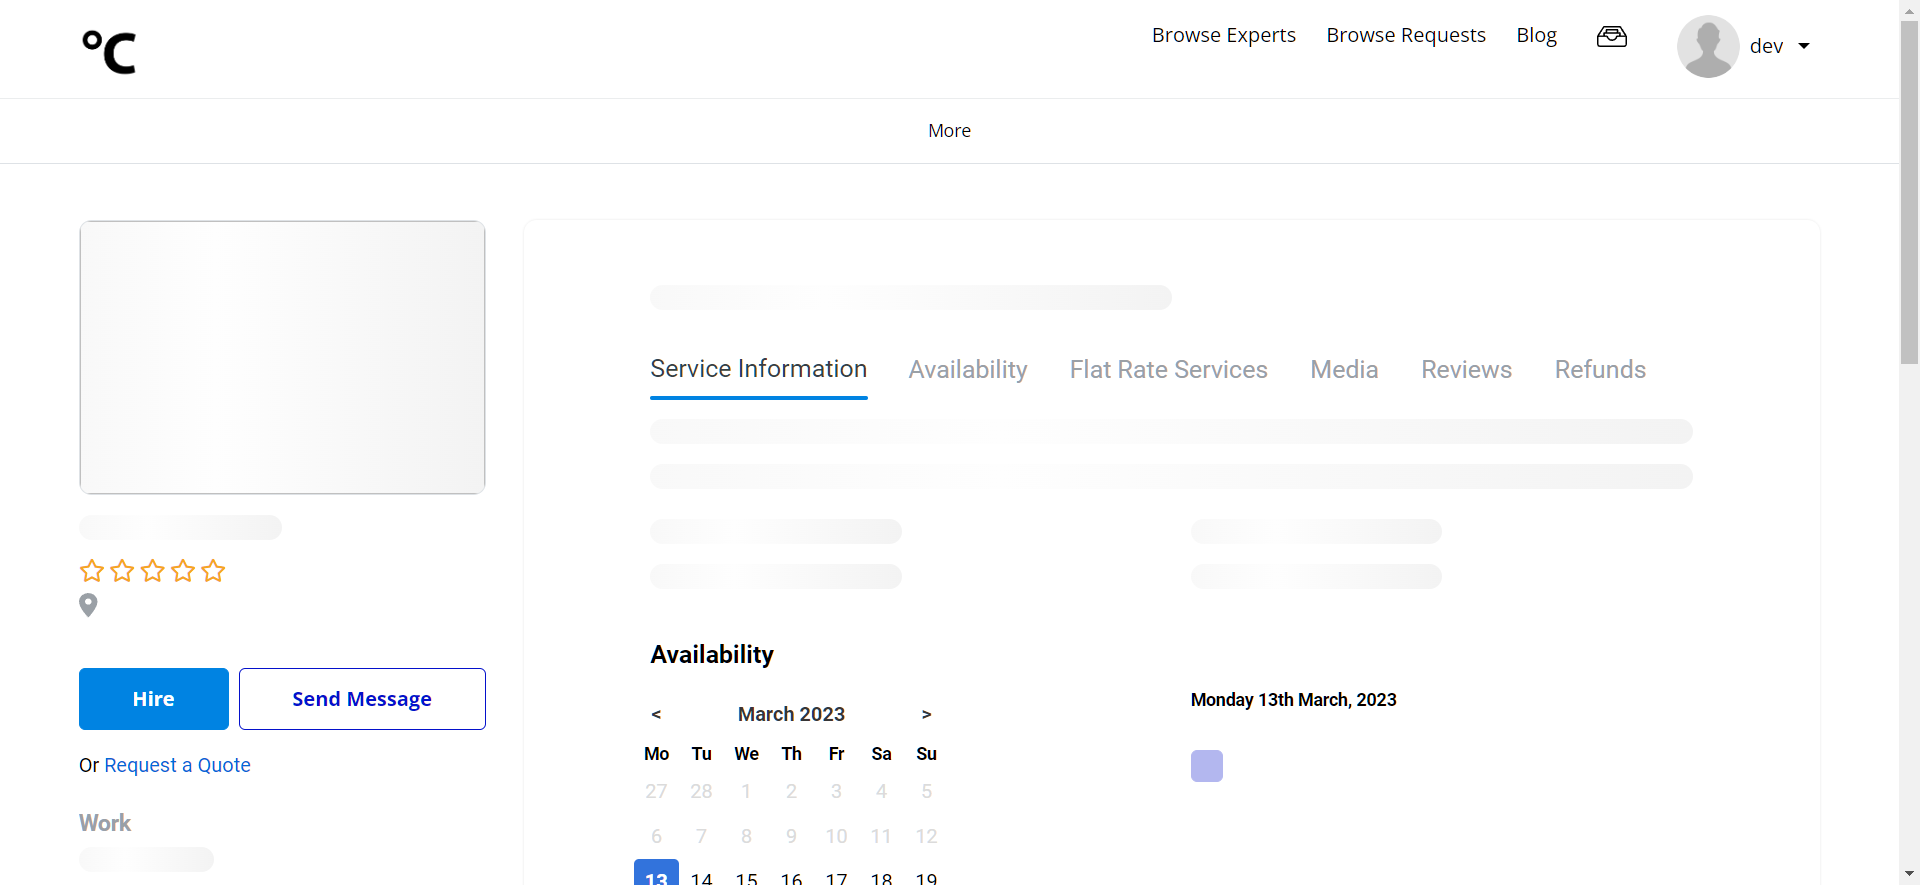 °C
Browse Experts Browse Requests Blog dev
More
Service Information Availability Flat Rate Services Media Reviews Refunds
Hire Send Message
Or Request a Quote
Work
Availability
< March 2023 >
Mo Tu We Th Fr Sa Su
27 28 1 2 3 4 5
6 7 8 9 10 11 12
13 14 15 16 17 18 19
Monday 13th March, 2023